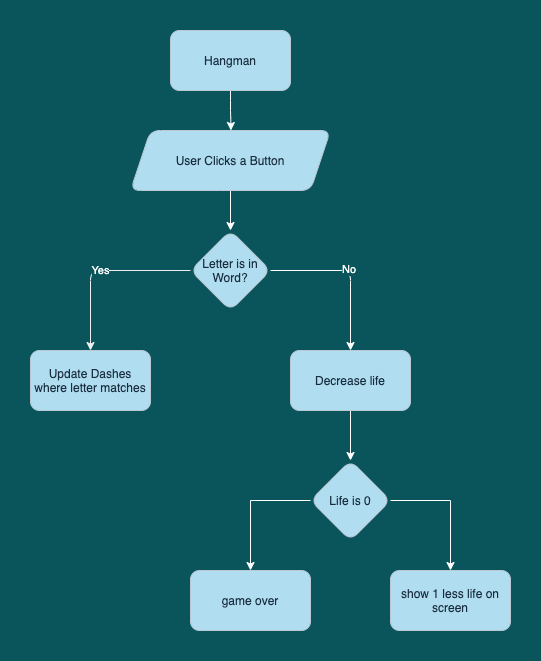 Hangman
User Clicks a Button
Letter is in
Word?
Yes
No
Update Dashes
where letter matches
Decrease life
Life is 0
game over
show 1 less life on
screen